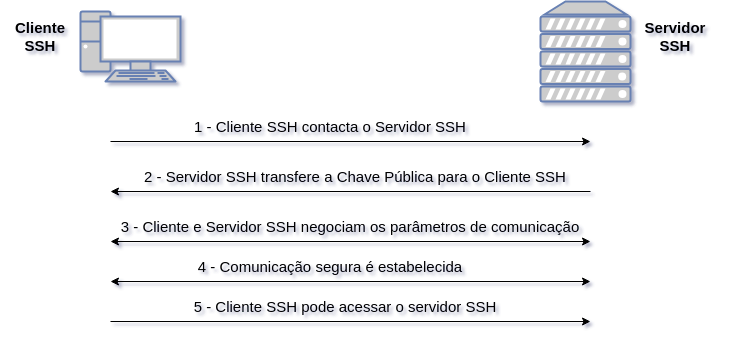 Cliente
SSH
Servidor
SSH
1 - Cliente SSH contacta o Servidor SSH
2 - Servidor SSH transfere a Chave Pública para o Cliente SSH
3 - Cliente e Servidor SSH negociam os parâmetros de comunicação
4 - Comunicação segura é estabelecida
5 - Cliente SSH pode acessar o servidor SSH